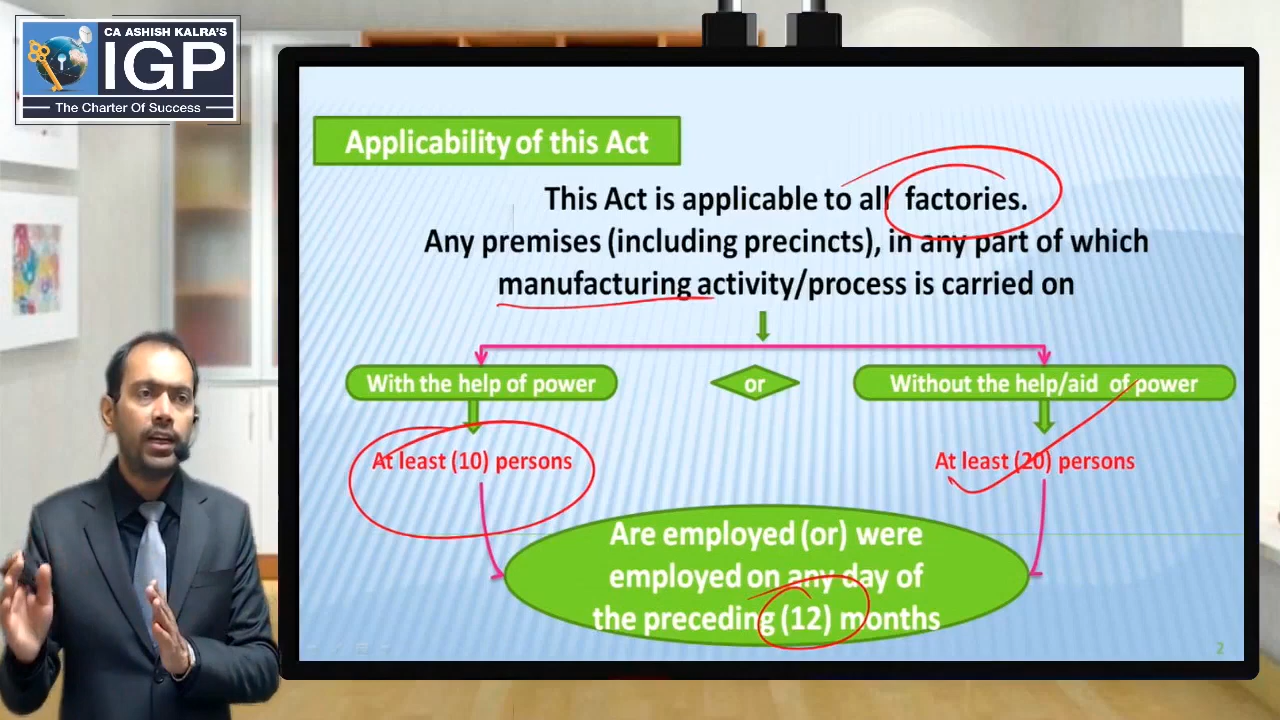 CA ASHISH KALRA'S
IGP
The Charter Of Success
Applicability of this Act
This Act is applicable to all factories.
Any premises (including precincts), in any part of which
manufacturing activity/process is carried on
With the help of power
or
Without the help/aid of power
At least (10) persons
At least (20) persons
Are employed (or) were
employed on any day of
the preceding (12) months
2